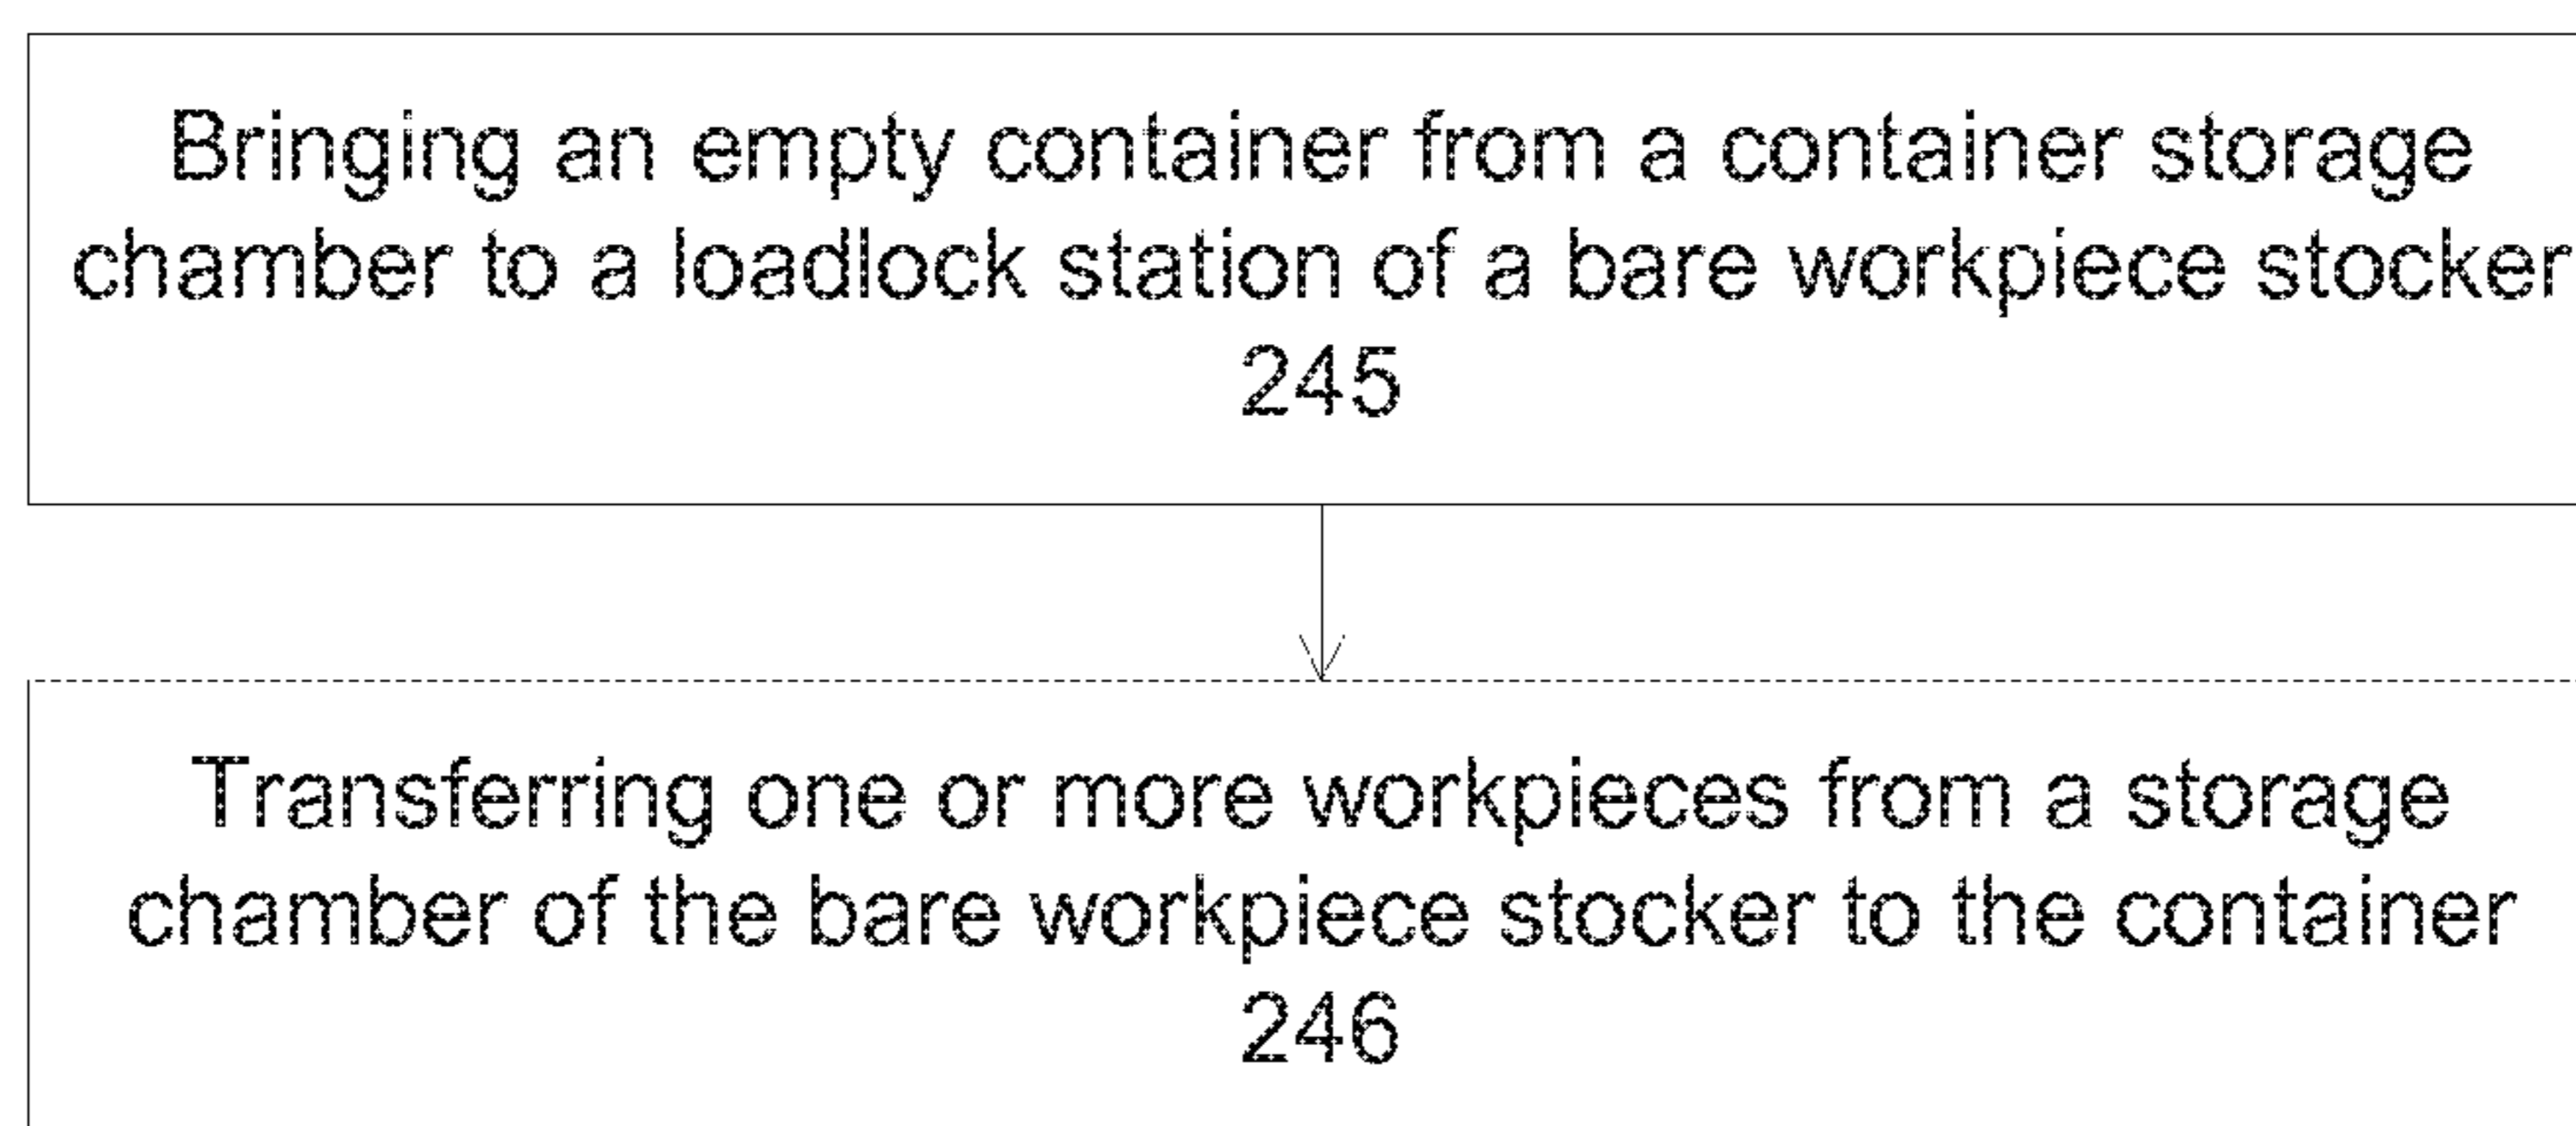 Bringing an empty container from a container storage
chamber to a loadlock station of a bare workpiece stocker
245
Transferring one or more workpieces from a storage
chamber of the bare workpiece stocker to the container
246